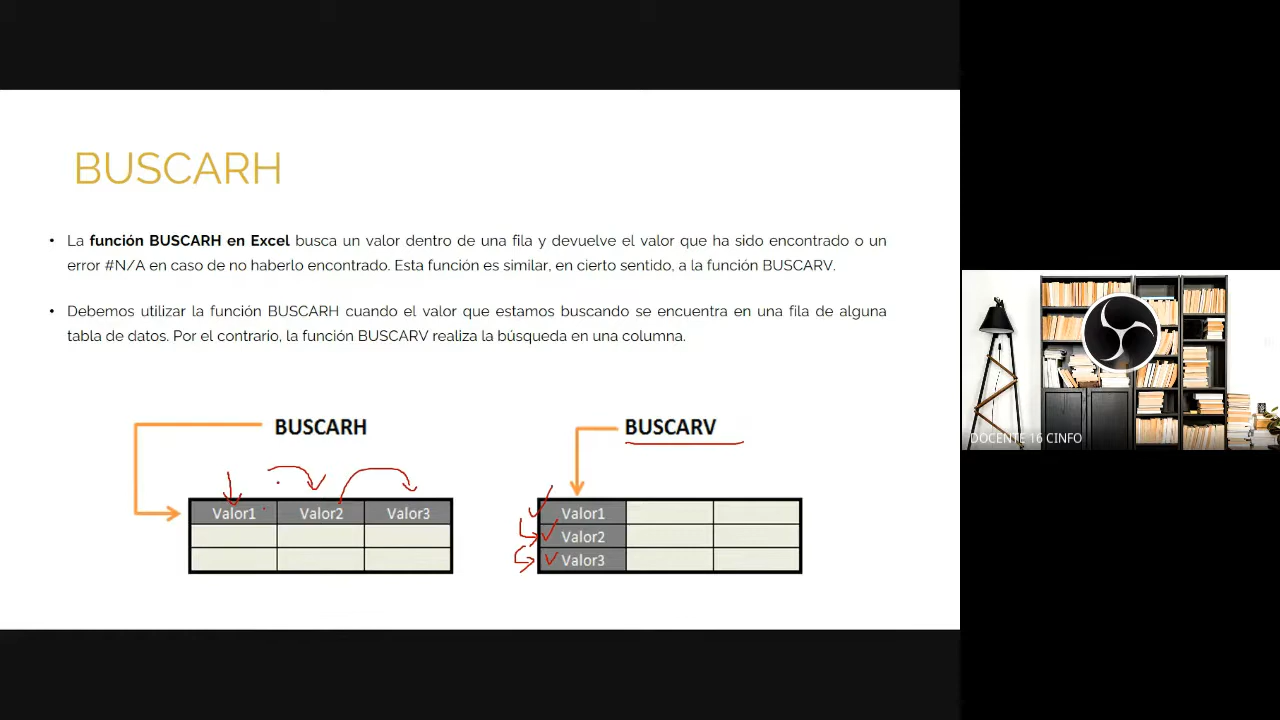 BUSCARH
• La función BUSCARH en Excel busca un valor dentro de una fila y devuelve el valor que ha sido encontrado o un
error #N/A en caso de no haberlo encontrado. Esta función es similar, en cierto sentido, a la función BUSCARV.
• Debemos utilizar la función BUSCARH cuando el valor que estamos buscando se encuentra en una fila de alguna
tabla de datos. Por el contrario, la función BUSCARV realiza la búsqueda en una columna.
BUSCARH
Valor1 Valor2 Valor3
BUSCARV
Valor1
Valor2
Valor3
DOCENTE 16 CINFO